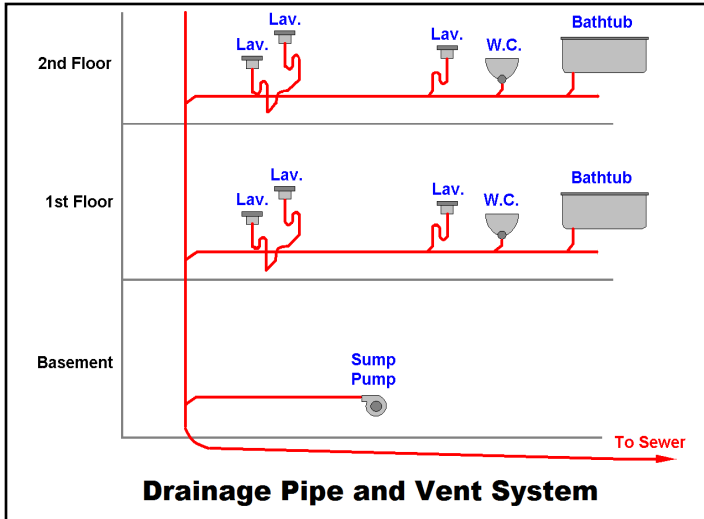 Bathtub
Lav.
Lav.
Lav.
W.C.
2nd Floor
Lav.
Lav.
W.C.
Bathtub
1st Floor
Lav.
Basement
Sump
Pump
To Sewer
Drainage Pipe and Vent System